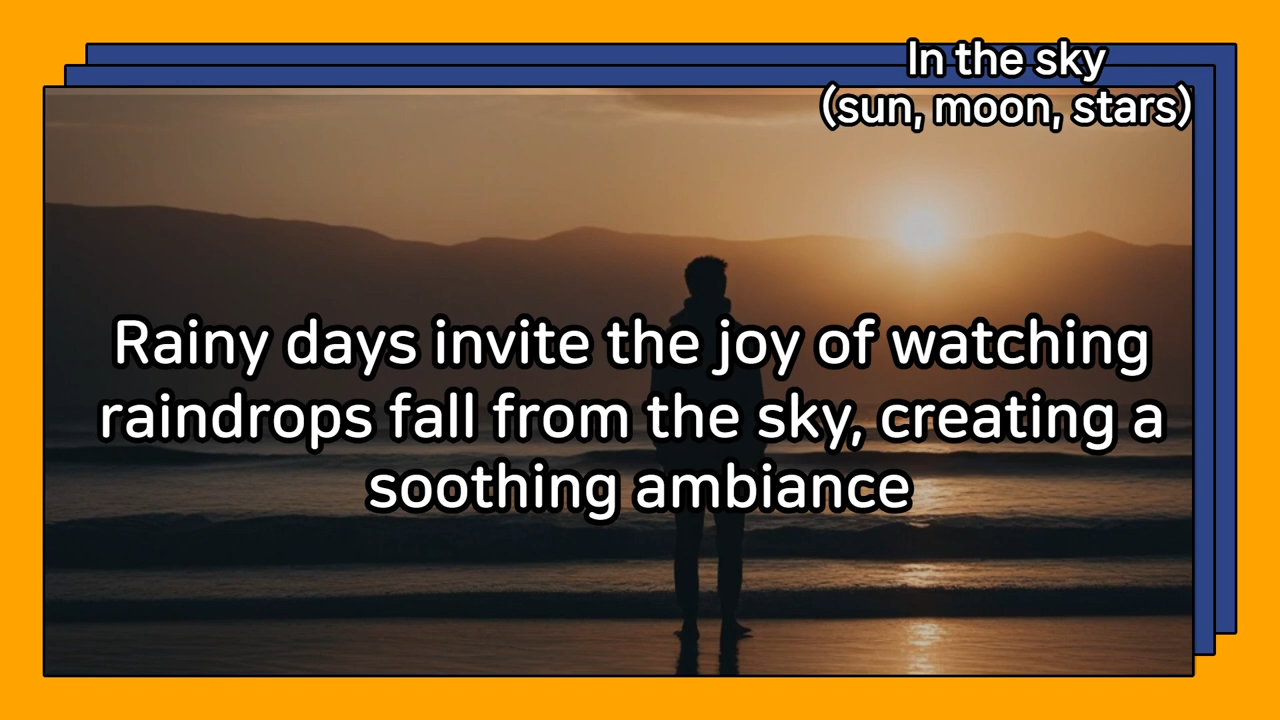 In the sky
(sun, moon, stars)
Rainy days invite the joy of watching
raindrops fall from the sky, creating a
soothing ambiance